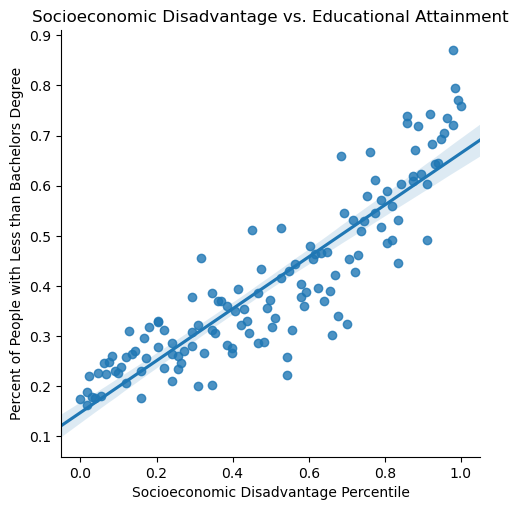 Socioeconomic Disadvantage vs. Educational Attainment
Percent of People with Less than Bachelors Degree
0.9
0.8
0.7
0.6
0.5
0.4
0.3
0.2
0.1
0.0 0.2 0.4 0.6 0.8 1.0
Socioeconomic Disadvantage Percentile